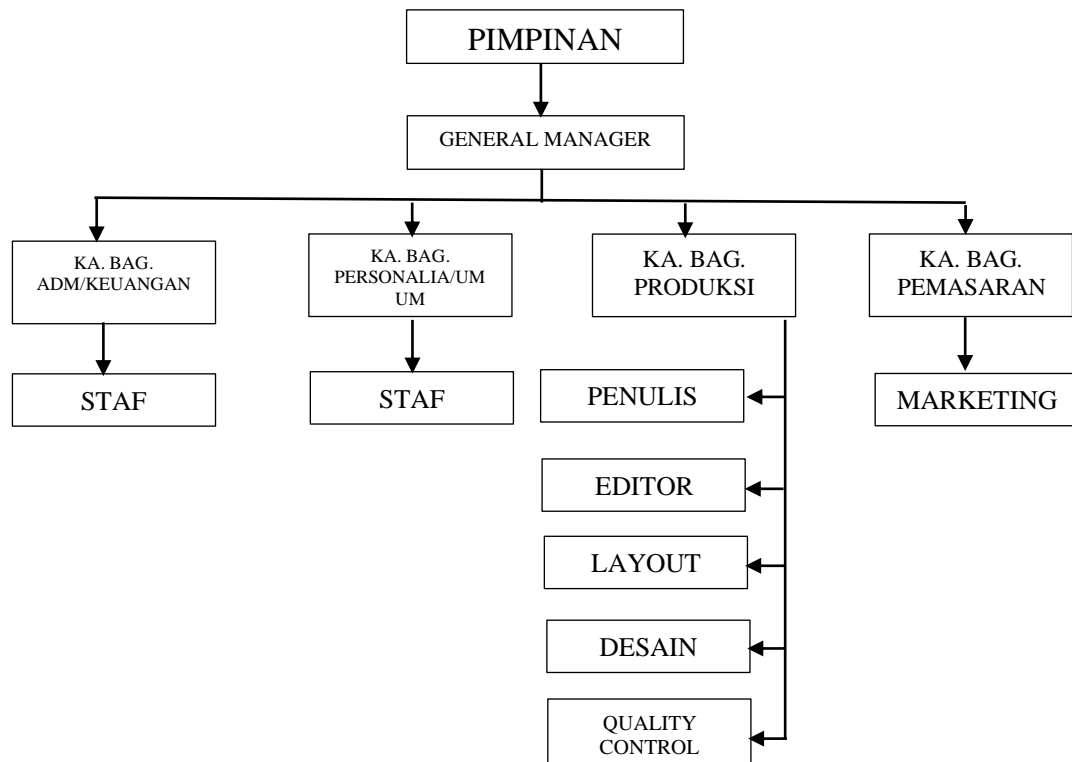 PIMPINAN
GENERAL MANAGER
KA. BAG.
ADM/KEUANGAN
KA. BAG.
PERSONALIA/UM
UM
KA. BAG.
PRODUKSI
KA. BAG.
PEMASARAN
STAF
STAF
PENULIS
MARKETING
EDITOR
LAYOUT
DESAIN
QUALITY
CONTROL